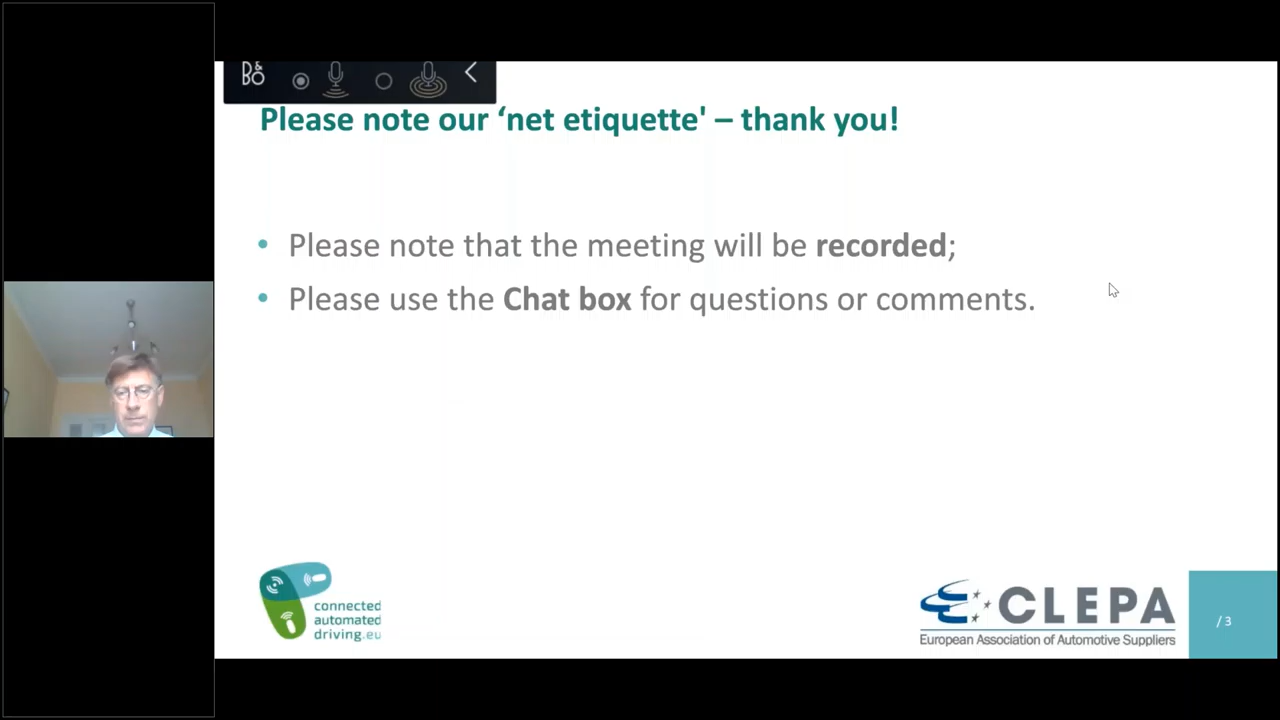 B&O
Please note our ‘net etiquette' – thank you!
• Please note that the meeting will be recorded;
• Please use the Chat box for questions or comments.
connected
automated
driving.eu
CLEPA
European Association of Automotive Suppliers
/ 3